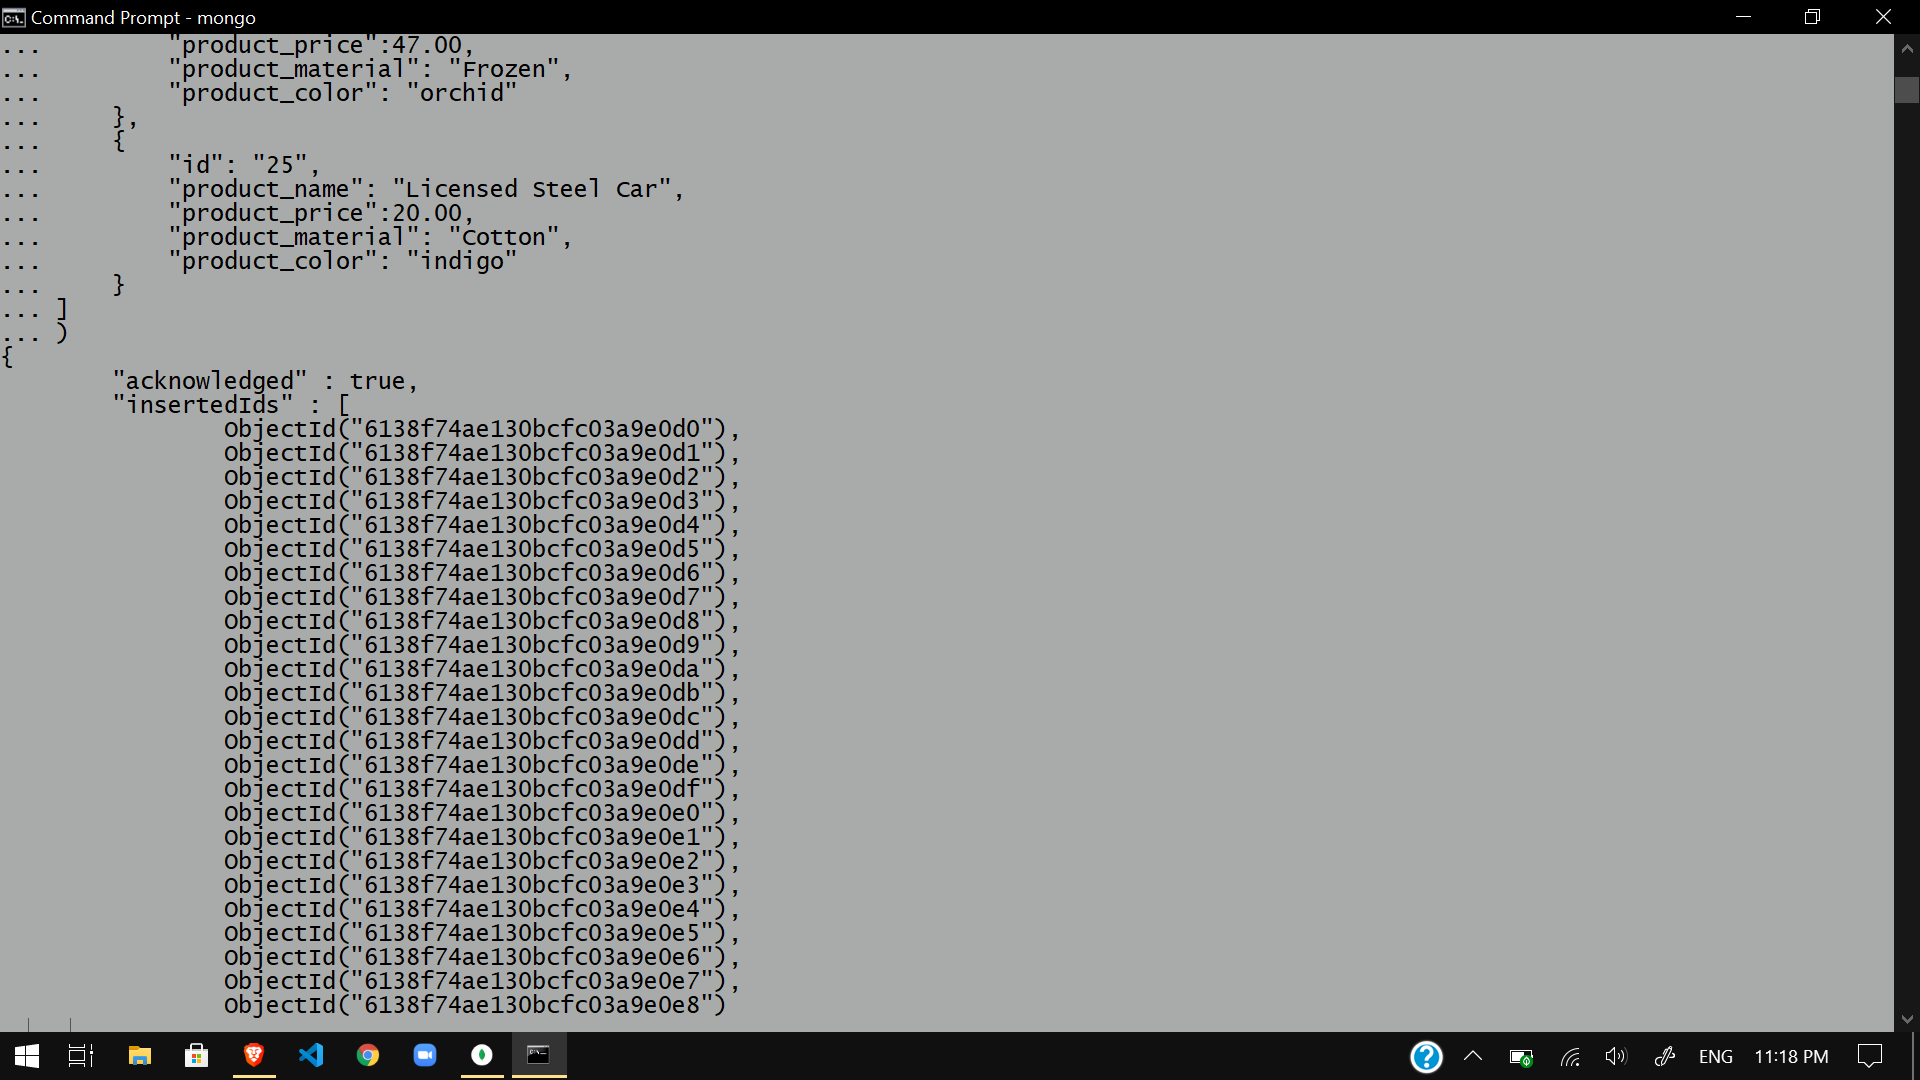 Command Prompt - mongo
...         "product_price":47.00,
...         "product_material": "Frozen",
...         "product_color": "orchid"
...     },
...     {
...         "id": "25",
...         "product_name": "Licensed Steel Car",
...         "product_price":20.00,
...         "product_material": "Cotton",
...         "product_color": "indigo"
...     }
... ]
... )
{
        "acknowledged" : true,
        "insertedIds" : [
                ObjectId("6138f74ae130bcfc03a9e0d0"),
                ObjectId("6138f74ae130bcfc03a9e0d1"),
                ObjectId("6138f74ae130bcfc03a9e0d2"),
                ObjectId("6138f74ae130bcfc03a9e0d3"),
                ObjectId("6138f74ae130bcfc03a9e0d4"),
                ObjectId("6138f74ae130bcfc03a9e0d5"),
                ObjectId("6138f74ae130bcfc03a9e0d6"),
                ObjectId("6138f74ae130bcfc03a9e0d7"),
                ObjectId("6138f74ae130bcfc03a9e0d8"),
                ObjectId("6138f74ae130bcfc03a9e0d9"),
                ObjectId("6138f74ae130bcfc03a9e0da"),
                ObjectId("6138f74ae130bcfc03a9e0db"),
                ObjectId("6138f74ae130bcfc03a9e0dc"),
                ObjectId("6138f74ae130bcfc03a9e0dd"),
                ObjectId("6138f74ae130bcfc03a9e0de"),
                ObjectId("6138f74ae130bcfc03a9e0df"),
                ObjectId("6138f74ae130bcfc03a9e0e0"),
                ObjectId("6138f74ae130bcfc03a9e0e1"),
                ObjectId("6138f74ae130bcfc03a9e0e2"),
                ObjectId("6138f74ae130bcfc03a9e0e3"),
                ObjectId("6138f74ae130bcfc03a9e0e4"),
                ObjectId("6138f74ae130bcfc03a9e0e5"),
                ObjectId("6138f74ae130bcfc03a9e0e6"),
                ObjectId("6138f74ae130bcfc03a9e0e7"),
                ObjectId("6138f74ae130bcfc03a9e0e8")
ENG 11:18 PM